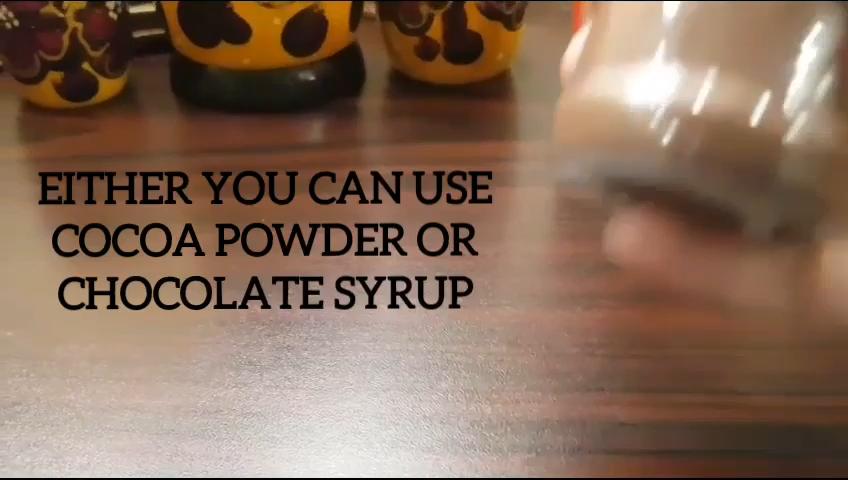 EITHER YOU CAN USE
COCOA POWDER OR
CHOCOLATE SYRUP